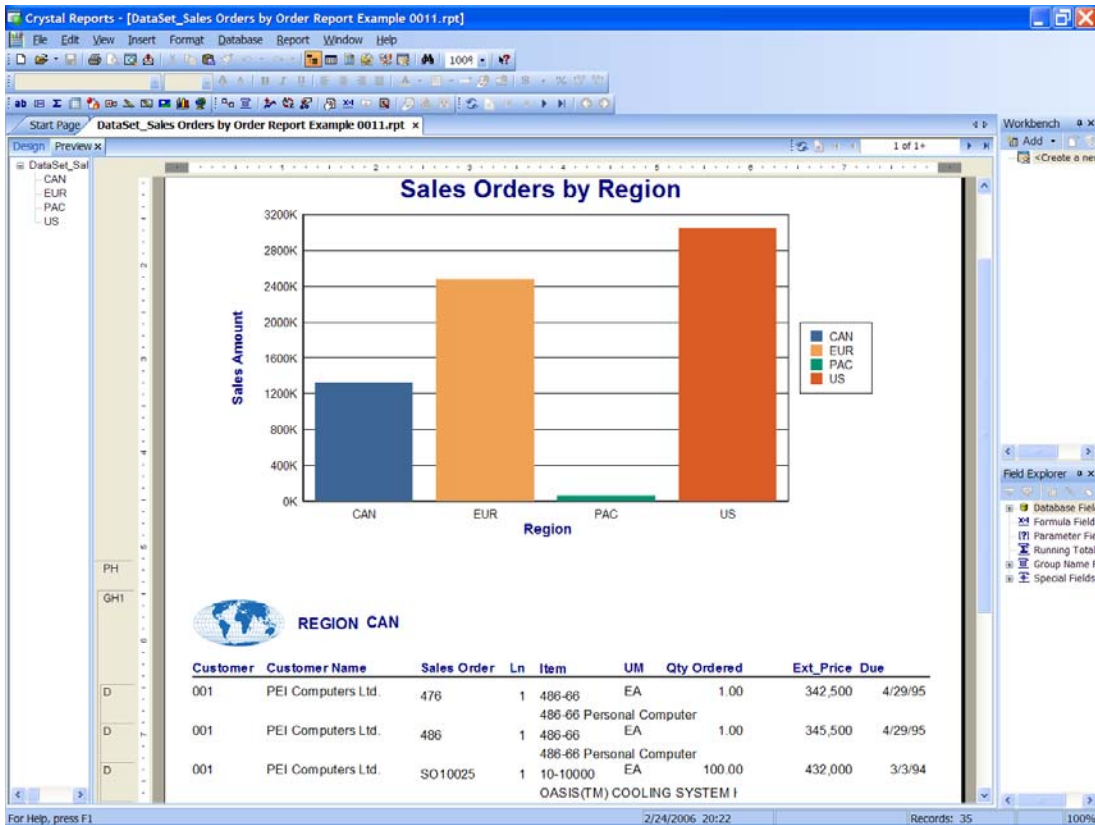 Crystal Reports - [DataSet_Sales Orders by Order Report Example 0011.rpt]
File Edit View Insert Format Database Report Window Help
Start Page DataSet_Sales Orders by Order Report Example 0011.rpt x
Workbench
Design Preview x
1 of 1+
Add
DataSet_Sal
CAN
EUR
PAC
US
<Create a ne
Sales Orders by Region
3200K
2800K
2400K
2000K
1600K
1200K
800K
400K
0K
Sales Amount
CAN EUR PAC US
Region
CAN
EUR
PAC
US
Field Explorer
Database Fiel
Formula Field
Parameter Fie
Running Total
Group Name F
Special Fields
PH
GH1
REGION CAN
Customer Customer Name Sales Order Ln Item UM Qty Ordered Ext_Price Due
D 001 PEI Computers Ltd. 476 1 486-66 EA 1.00 342,500 4/29/95
486-66 Personal Computer
D 001 PEI Computers Ltd. 486 1 486-66 EA 1.00 345,500 4/29/95
486-66 Personal Computer
D 001 PEI Computers Ltd. SO10025 1 10-10000 EA 100.00 432,000 3/3/94
OASIS(TM) COOLING SYSTEM
For Help, press F1 2/24/2006 20:22 Records: 35 100%